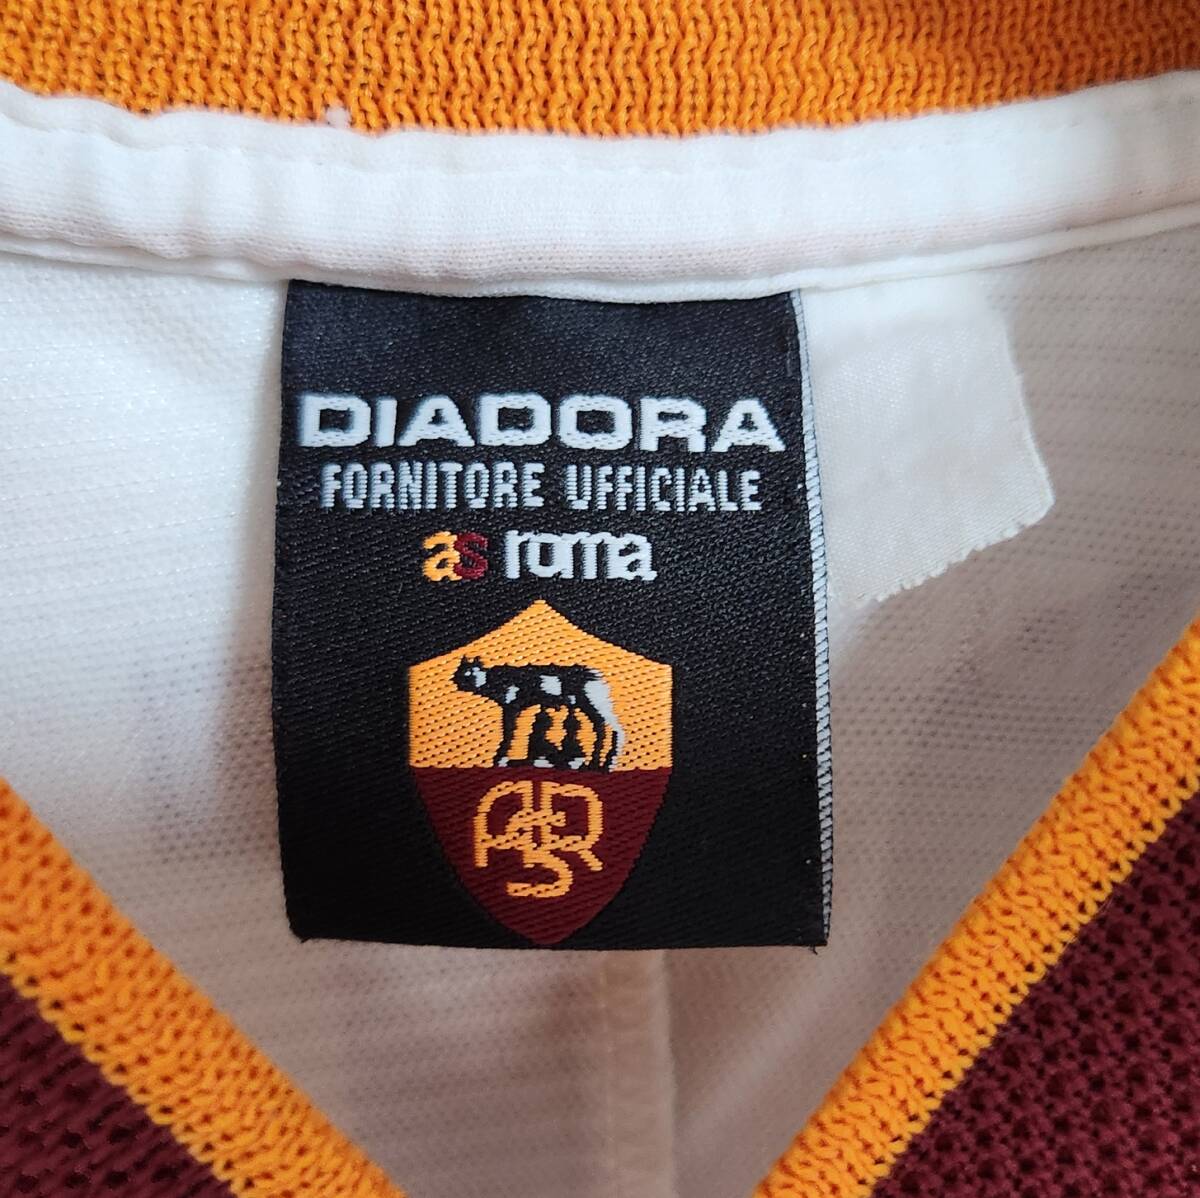 DIADORA
FORNITORE UFFICIALE
as roma
ASR